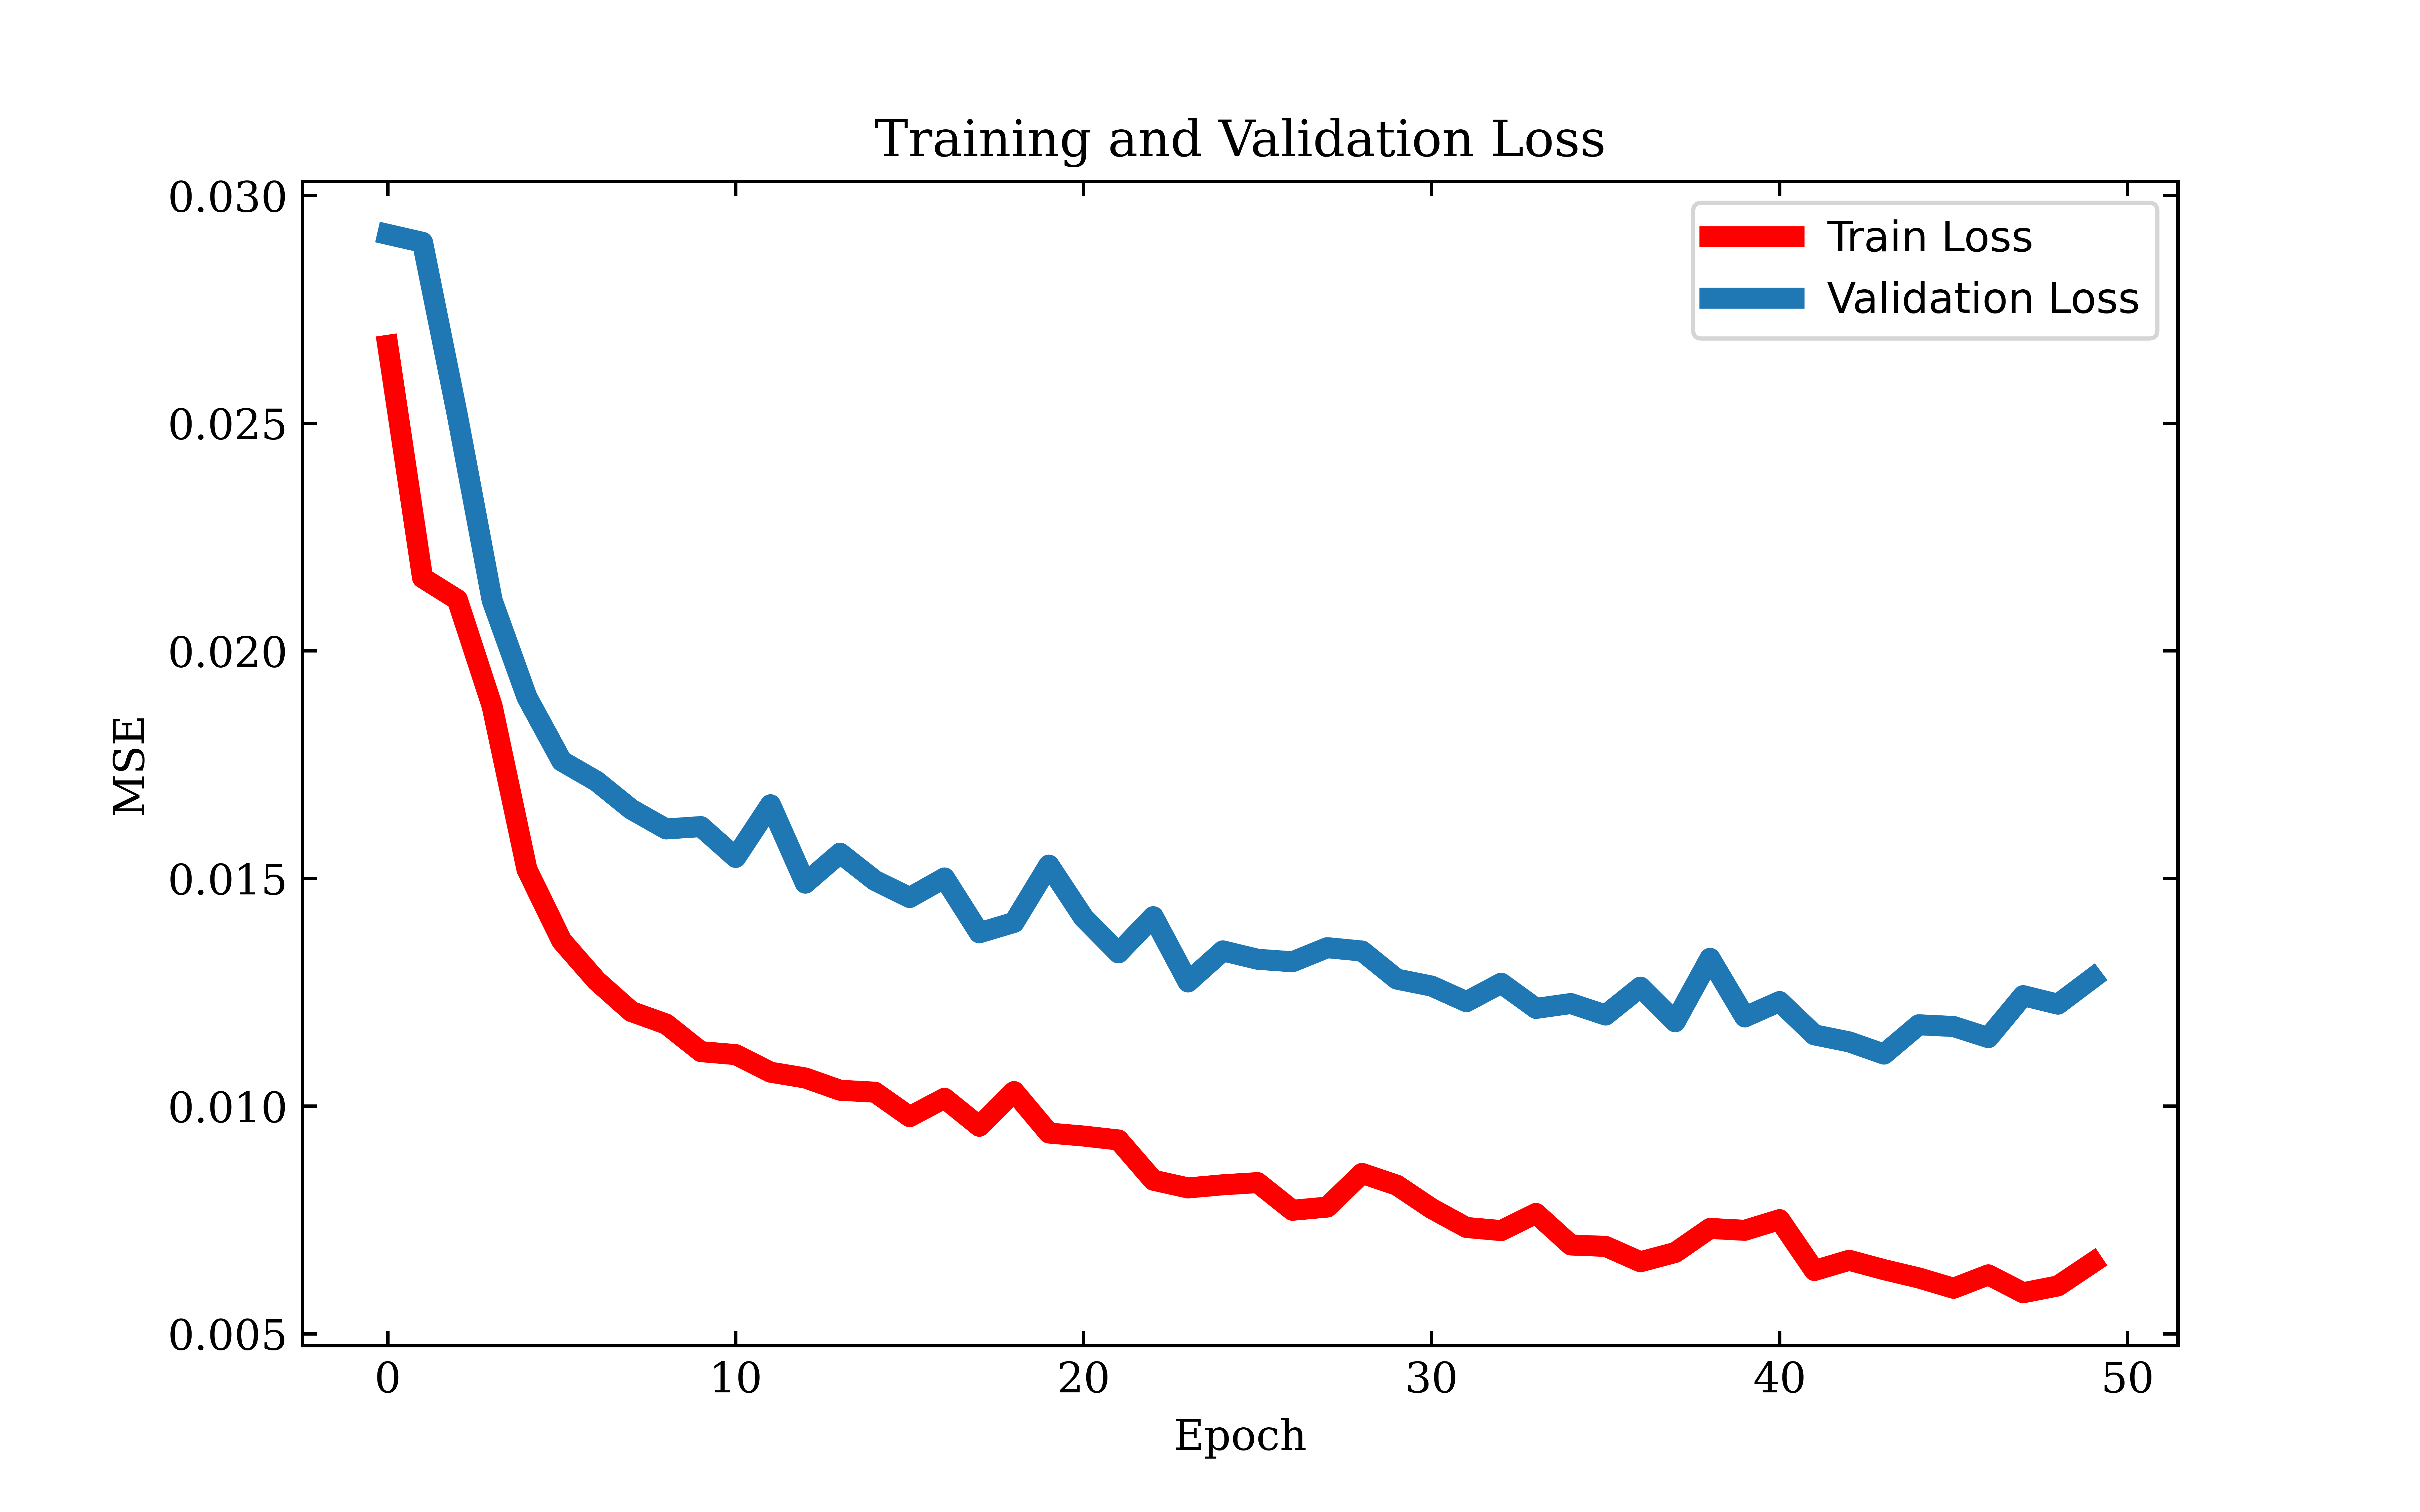 Training and Validation Loss
0.030
0.025
0.020
0.015
0.010
0.005
MSE
Train Loss
Validation Loss
0 10 20 30 40 50
Epoch